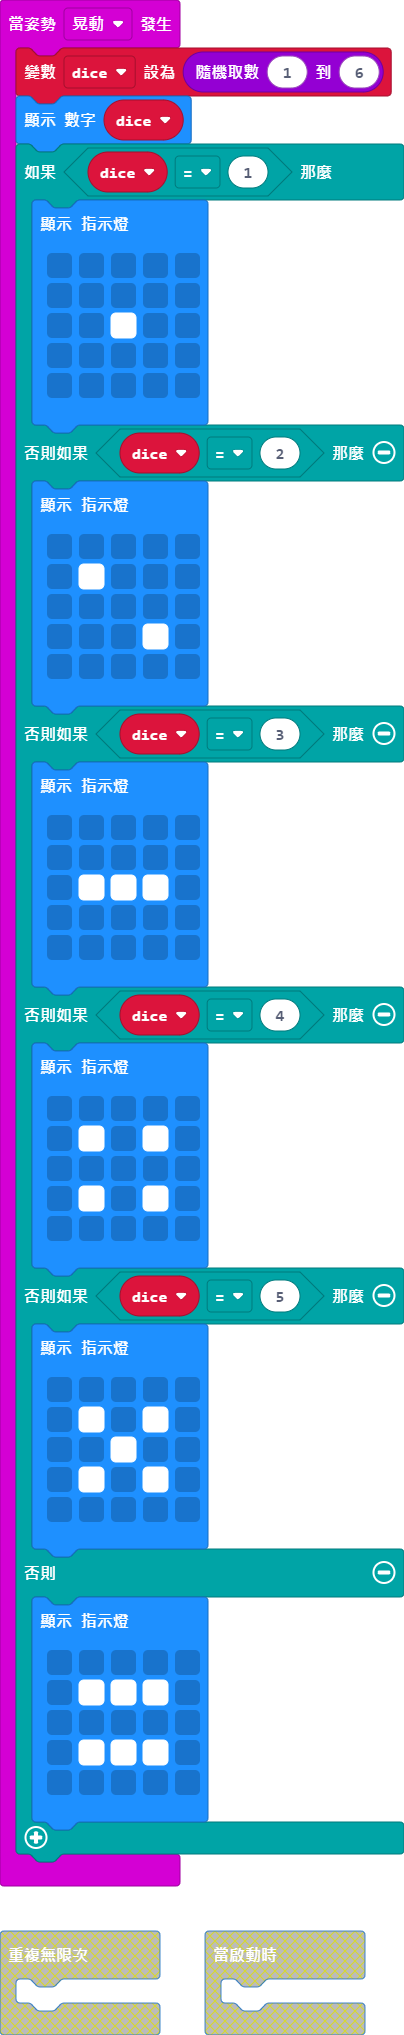 當姿勢 晃動 發生
變數 dice 設為 隨機取數 1 到 6
顯示 數字 dice
如果 dice = 1 那麼
顯示 指示燈
否則如果 dice = 2 那麼
顯示 指示燈
否則如果 dice = 3 那麼
顯示 指示燈
否則如果 dice = 4 那麼
顯示 指示燈
否則如果 dice = 5 那麼
顯示 指示燈
否則
顯示 指示燈
重複無限次
當啟動時